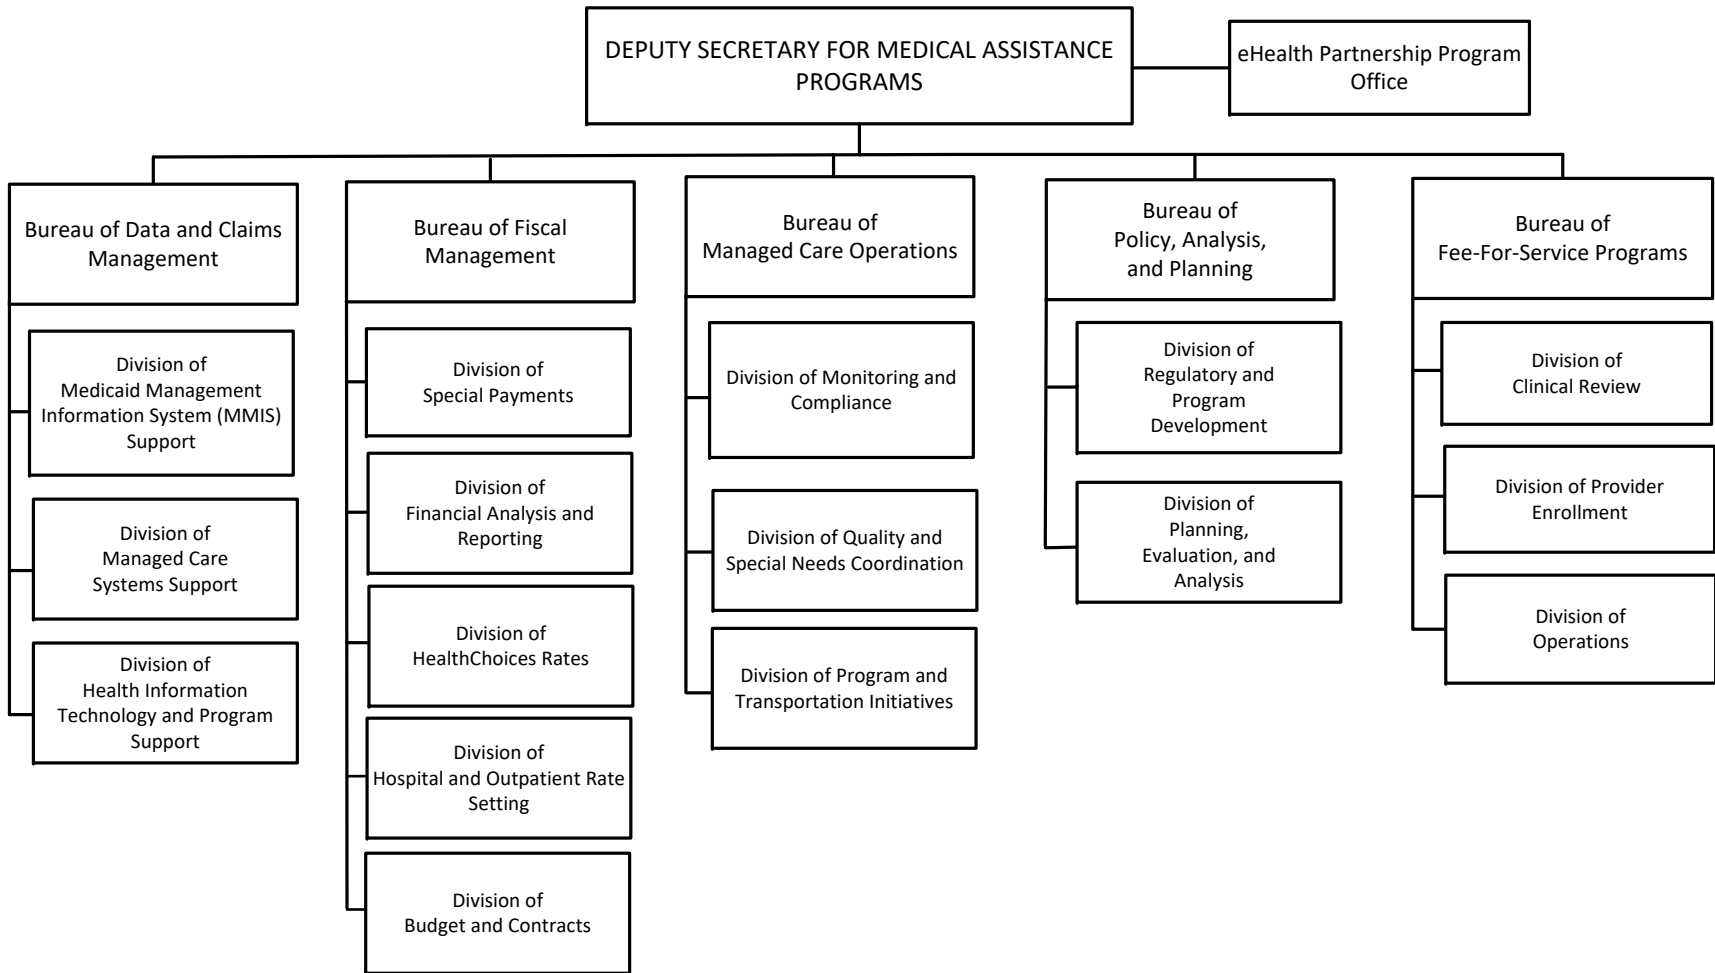 DEPUTY SECRETARY FOR MEDICAL ASSISTANCE
PROGRAMS
eHealth Partnership Program
Office
Bureau of Data and Claims
Management
Division of
Medicaid Management
Information System (MMIS)
Support
Division of
Managed Care
Systems Support
Division of
Health Information
Technology and Program
Support
Bureau of Fiscal
Management
Division of
Special Payments
Division of
Financial Analysis and
Reporting
Division of
HealthChoices Rates
Division of
Hospital and Outpatient Rate
Setting
Division of
Budget and Contracts
Bureau of
Managed Care Operations
Division of Monitoring and
Compliance
Division of Quality and
Special Needs Coordination
Division of Program and
Transportation Initiatives
Bureau of
Policy, Analysis,
and Planning
Division of
Regulatory and
Program
Development
Division of
Planning,
Evaluation, and
Analysis
Bureau of
Fee-For-Service Programs
Division of
Clinical Review
Division of Provider
Enrollment
Division of
Operations